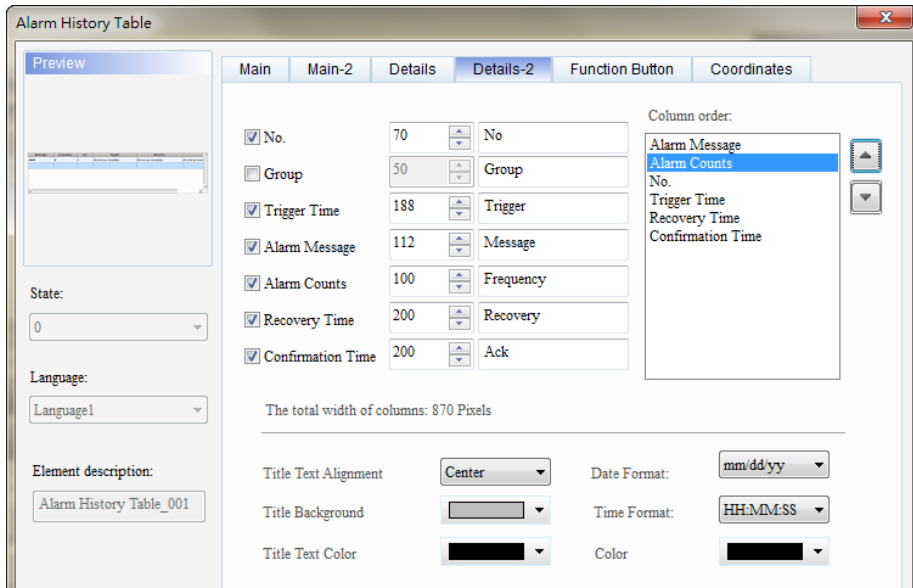 Alarm History Table
Preview
Main Main-2 Details Details-2 Function Button Coordinates
Column order:
No. 70 No
Group 50 Group
Trigger Time 188 Trigger
Alarm Message 112 Message
Alarm Counts 100 Frequency
Recovery Time 200 Recovery
Confirmation Time 200 Ack
Alarm Message
Alarm Counts
No.
Trigger Time
Recovery Time
Confirmation Time
State:
0
Language:
Language1
Element description:
Alarm History Table_001
The total width of columns: 870 Pixels
Title Text Alignment Center Date Format: mm/dd/yy
Title Background Time Format: HH:MM:SS
Title Text Color Color